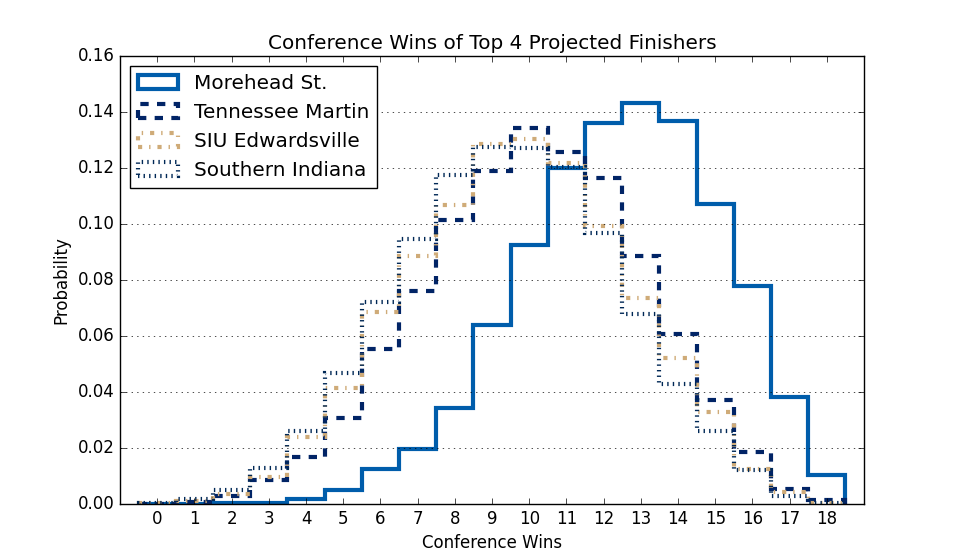 Conference Wins of Top 4 Projected Finishers
0.16
0.14
0.12
0.10
0.08
0.06
0.04
0.02
0.00
Probability
Morehead St.
Tennessee Martin
SIU Edwardsville
Southern Indiana
0 1 2 3 4 5 6 7 8 9 10 11 12 13 14 15 16 17 18
Conference Wins